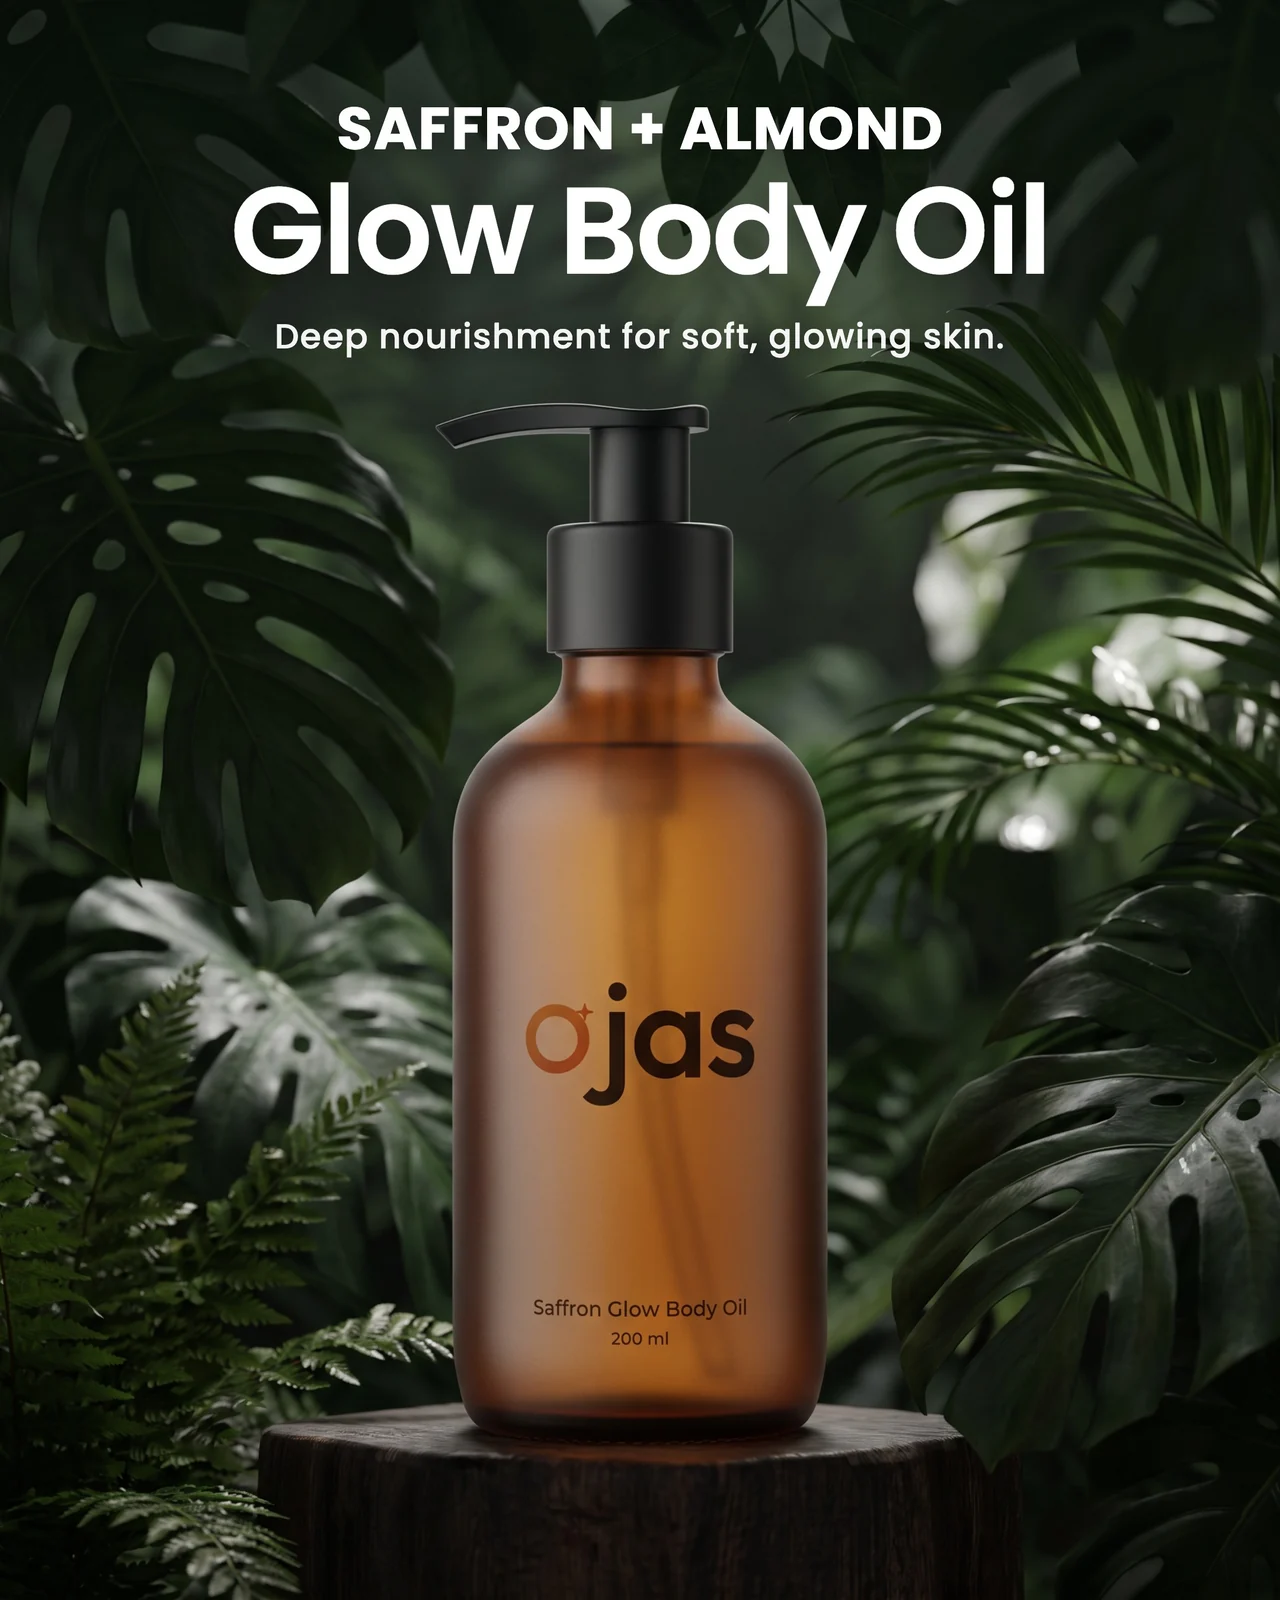 SAFFRON + ALMOND
Glow Body Oil
Deep nourishment for soft, glowing skin.
ojas
Saffron Glow Body Oil
200 ml